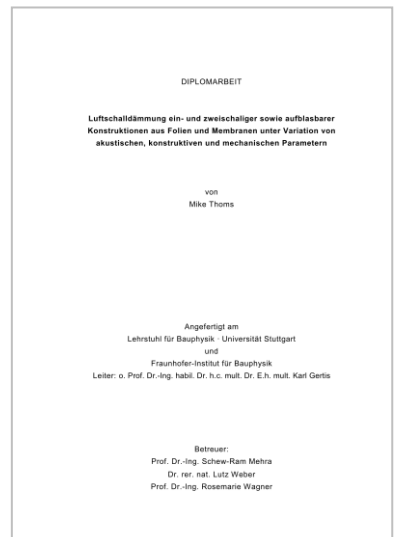 DIPLOMARBEIT
Luftschalldämmung ein- und zweischaliger sowie aufblasbarer
Konstruktionen aus Folien und Membranen unter Variation von
akustischen, konstruktiven und mechanischen Parametern
von
Mike Thoms
Angefertigt am
Lehrstuhl für Bauphysik · Universität Stuttgart
und
Fraunhofer-Institut für Bauphysik
Leiter: o. Prof. Dr.-Ing. habil. Dr. h.c. mult. Dr. E.h. mult. Karl Gertis
Betreuer:
Prof. Dr.-Ing. Schew-Ram Mehra
Dr. rer. nat. Lutz Weber
Prof. Dr.-Ing. Rosemarie Wagner